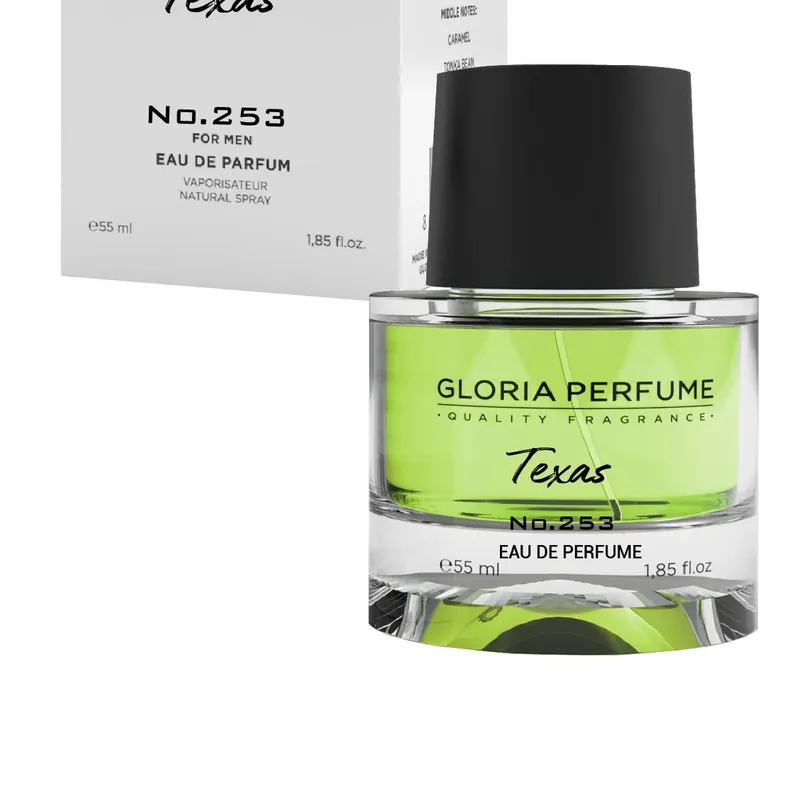 Texas
No.253
FOR MEN
EAU DE PARFUM
VAPORISATEUR
NATURAL SPRAY
℮55 ml
1,85 fl.oz.
MIDDLE NOTES:
CARAMEL
TONKA BEAN
8
GLORIA PERFUME
·QUALITY FRAGRANCE·
Texas
No.253
EAU DE PERFUME
℮55 ml
1,85 fl.oz